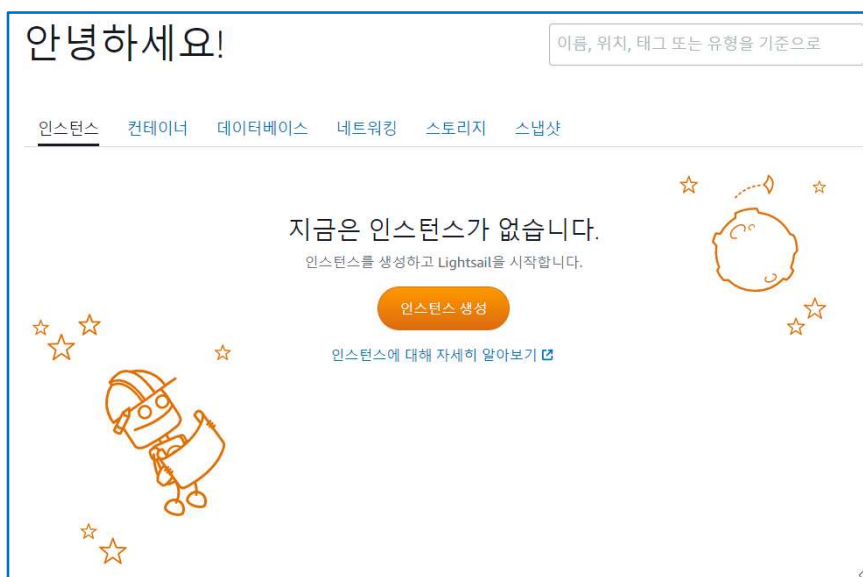 안녕하세요!
이름, 위치, 태그 또는 유형을 기준으로
인스턴스 컨테이너 데이터베이스 네트워킹 스토리지 스냅샷
지금은 인스턴스가 없습니다.
인스턴스를 생성하고 Lightsail을 시작합니다.
인스턴스 생성
인스턴스에 대해 자세히 알아보기